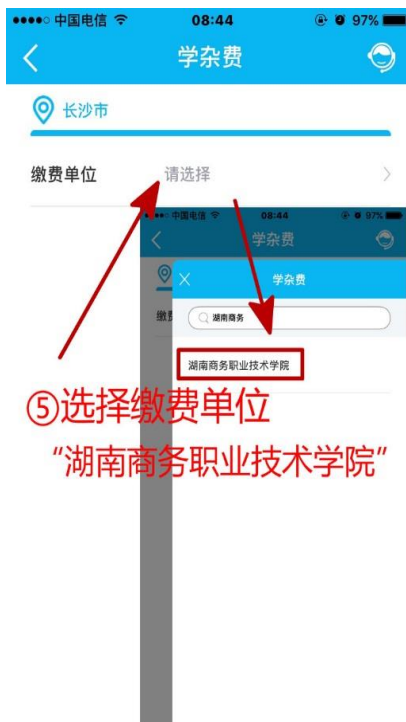 中国电信 08:44 97%
学杂费
长沙市
缴费单位 请选择
中国电信 08:44 97%
学杂费
学杂费
缴费
湖南商务
湖南商务职业技术学院
⑤选择缴费单位
“湖南商务职业技术学院”